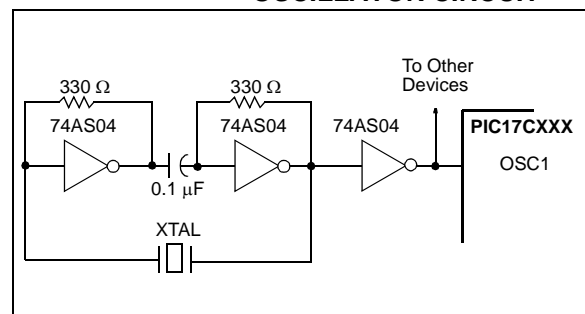 OSCILLATOR CIRCUIT
To Other
Devices
330 Ω
330 Ω
74AS04
74AS04
74AS04
PIC17CXXX
OSC1
0.1 μF
XTAL